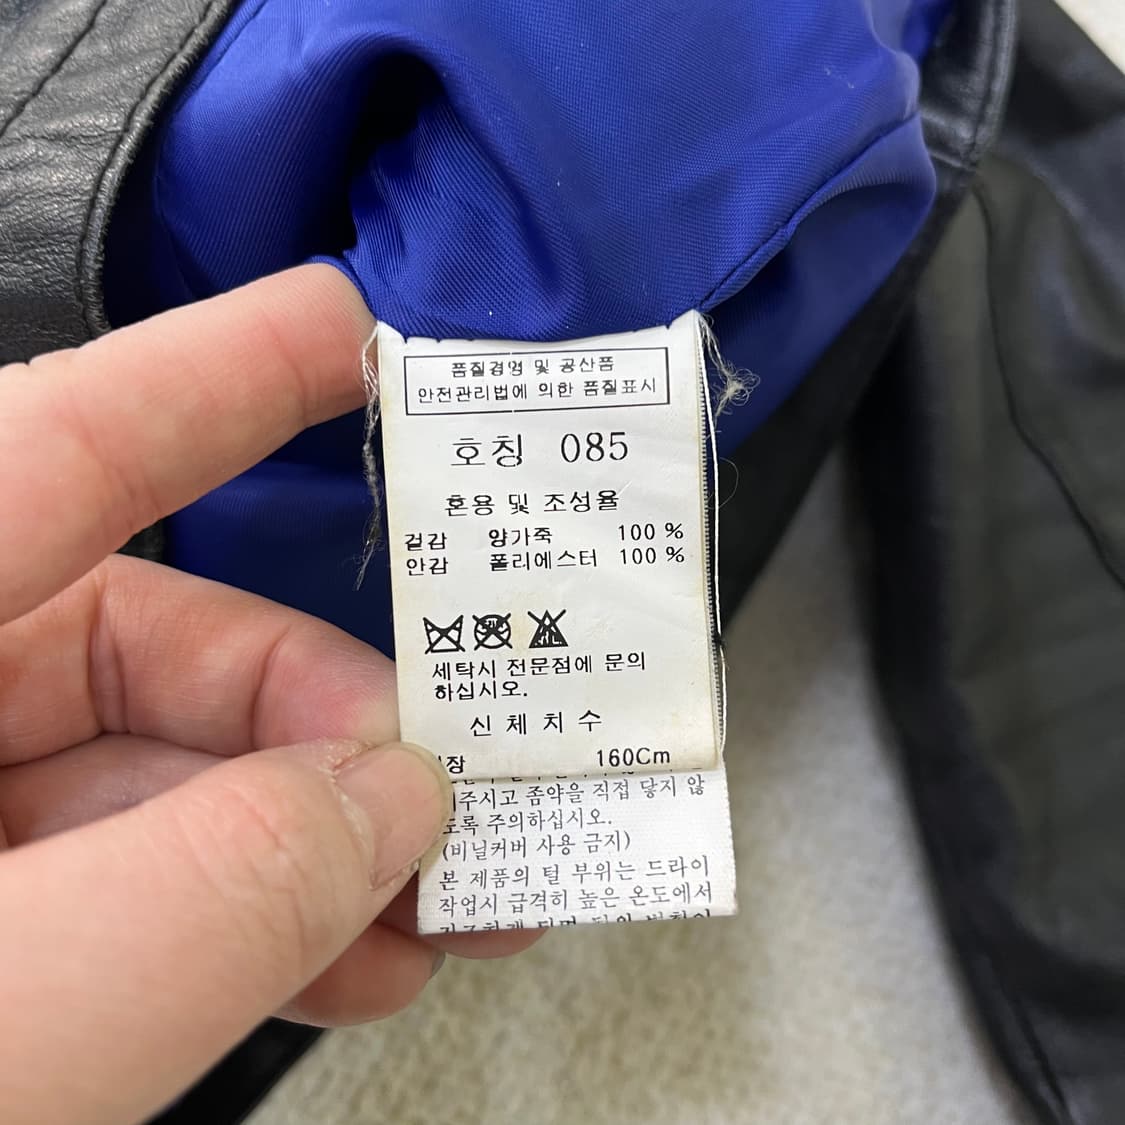 품질경영 및 공산품
안전관리법에 의한 품질표시
호칭 085
혼용 및 조성율
겉감 양가죽 100 %
안감 폴리에스터 100 %
세탁시 전문점에 문의
하십시오.
신 체 치 수
장 160Cm
주시고 좀약을 직접 닿지 않
도록 주의하십시오.
(비닐커버 사용 금지)
본 제품의 털 부위는 드라이
작업시 급격히 높은 온도에서